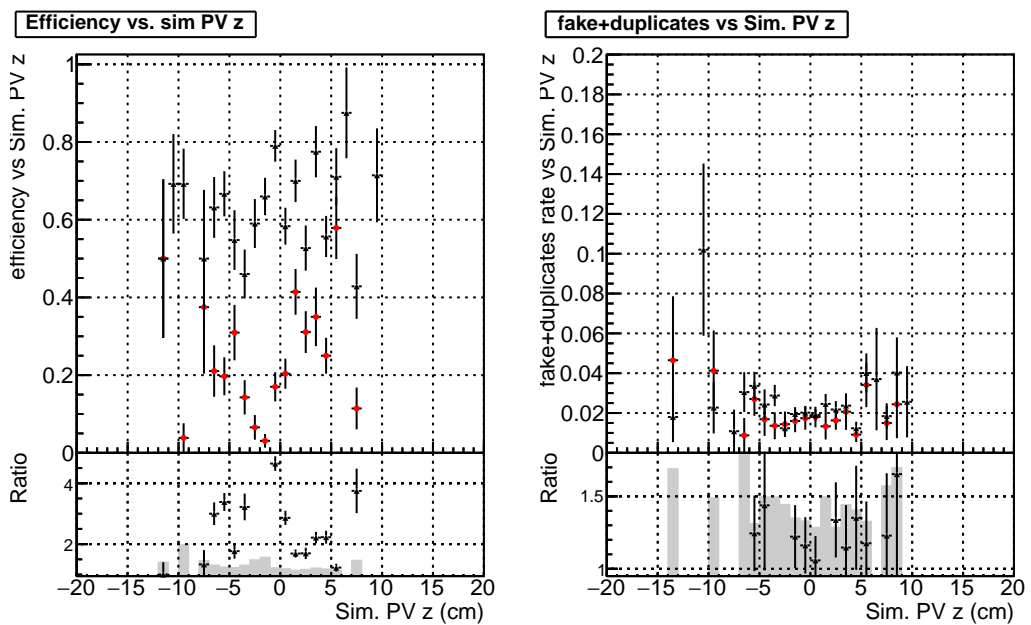 Efficiency vs. sim PV z
efficiency vs Sim. PV z
1
0.8
0.6
0.4
0.2
0
Ratio
4
2
−20 −15 −10 −5 0 5 10 15 20
Sim. PV z (cm)
fake+duplicates vs Sim. PV z
fake+duplicates rate vs Sim. PV z
0.2
0.18
0.16
0.14
0.12
0.1
0.08
0.06
0.04
0.02
0
Ratio
1.5
1
−20 −15 −10 −5 0 5 10 15 20
Sim. PV z (cm)